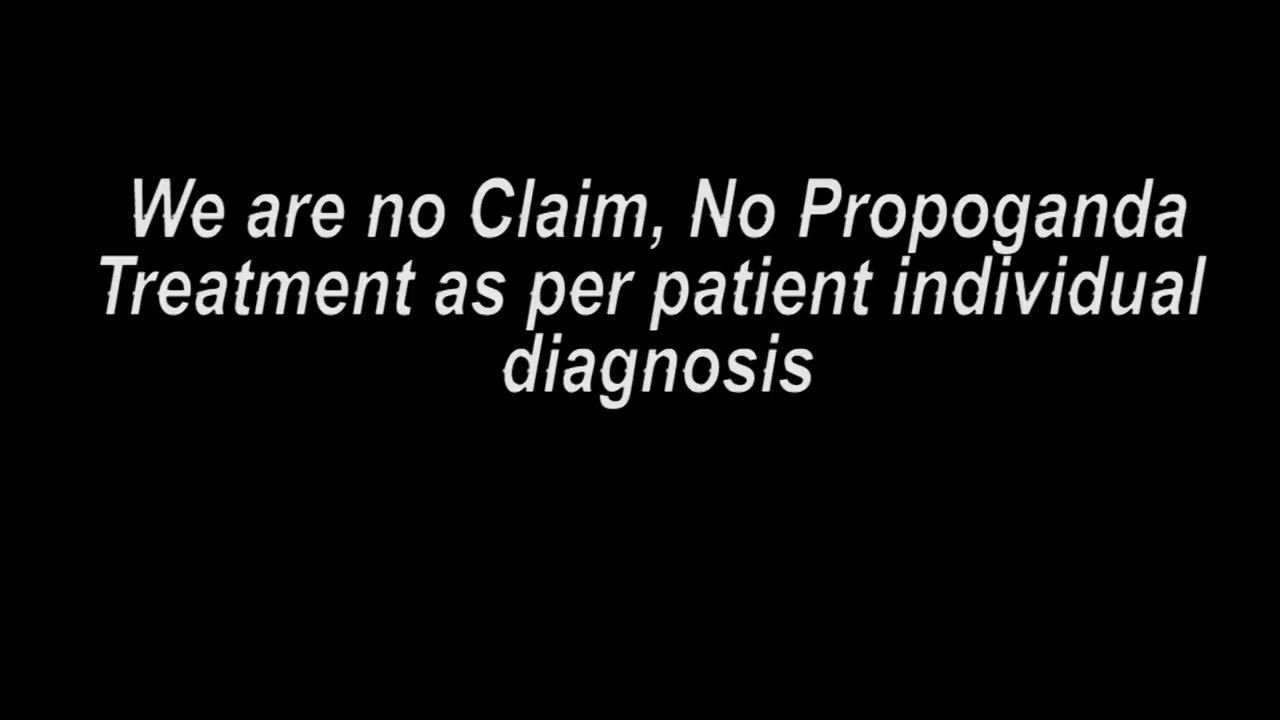 We are no Claim, No Propoganda
Treatment as per patient individual
diagnosis